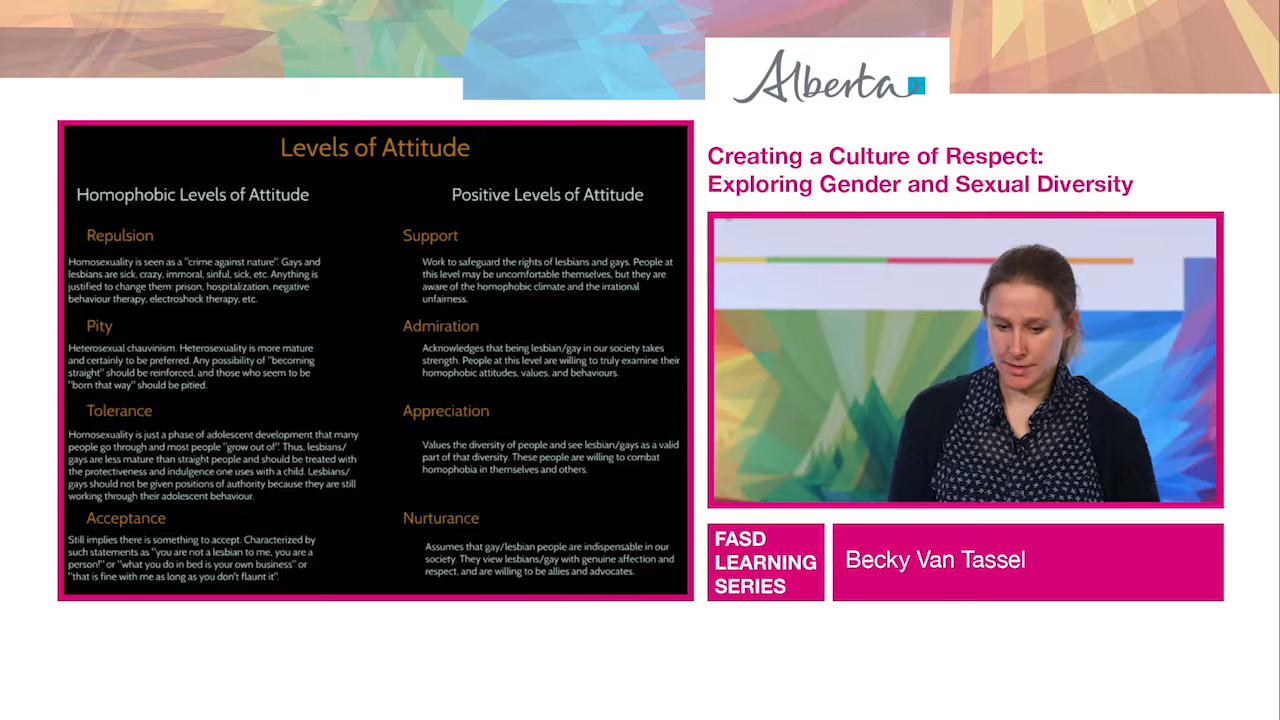 Alberta
Levels of Attitude
Homophobic Levels of Attitude
Repulsion
Homosexuality is seen as a "crime against nature". Gays and
lesbians are sick, crazy, immoral, sinful, sick, etc. Anything is
justified to change them: prison, hospitalization, negative
behaviour therapy, electroshock therapy, etc.
Pity
Heterosexual chauvinism. Heterosexuality is more mature
and certainly to be preferred. Any possibility of "becoming
straight" should be reinforced, and those who seem to be
"born that way" should be pitied.
Tolerance
Homosexuality is just a phase of adolescent development that many
people go through and most people "grow out of". Thus, lesbians/
gays are less mature than straight people and should be treated with
the protectiveness and indulgence one uses with a child. Lesbians/
gays should not be given positions of authority because they are still
working through their adolescent behaviour.
Acceptance
Still implies there is something to accept. Characterized by
such statements as "you are not a lesbian to me, you are a
person!" or "what you do in bed is your own business" or
"that is fine with me as long as you don't flaunt it".
Positive Levels of Attitude
Support
Work to safeguard the rights of lesbians and gays. People at
this level may be uncomfortable themselves, but they are
aware of the homophobic climate and the irrational
unfairness.
Admiration
Acknowledges that being lesbian/gay in our society takes
strength. People at this level are willing to truly examine their
homophobic attitudes, values, and behaviours.
Appreciation
Values the diversity of people and see lesbian/gays as a valid
part of that diversity. These people are willing to combat
homophobia in themselves and others.
Nurturance
Assumes that gay/lesbian people are indispensable in our
society. They view lesbians/gay with genuine affection and
respect, and are willing to be allies and advocates.
Creating a Culture of Respect:
Exploring Gender and Sexual Diversity
FASD
LEARNING
SERIES
Becky Van Tassel